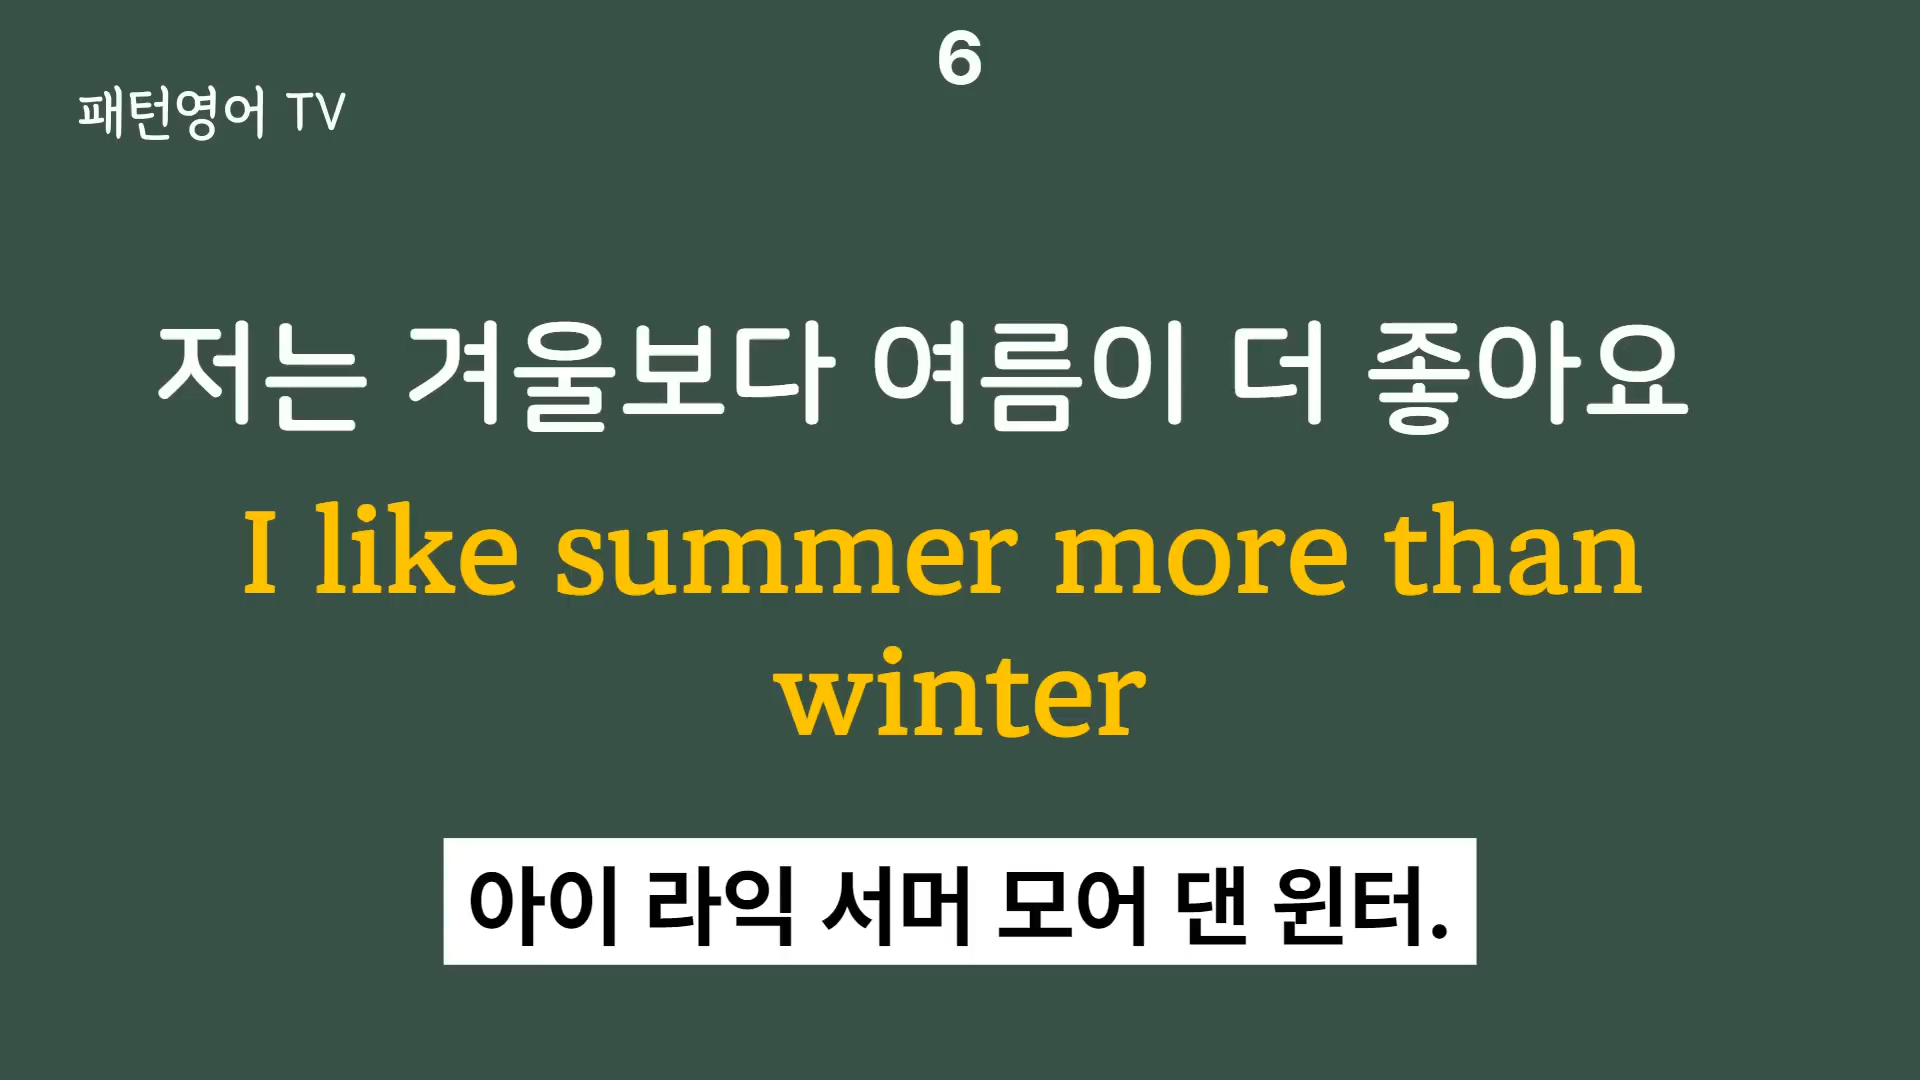 6
패턴영어 TV
저는 겨울보다 여름이 더 좋아요
I like summer more than
winter
아이 라익 서머 모어 댄 윈터.